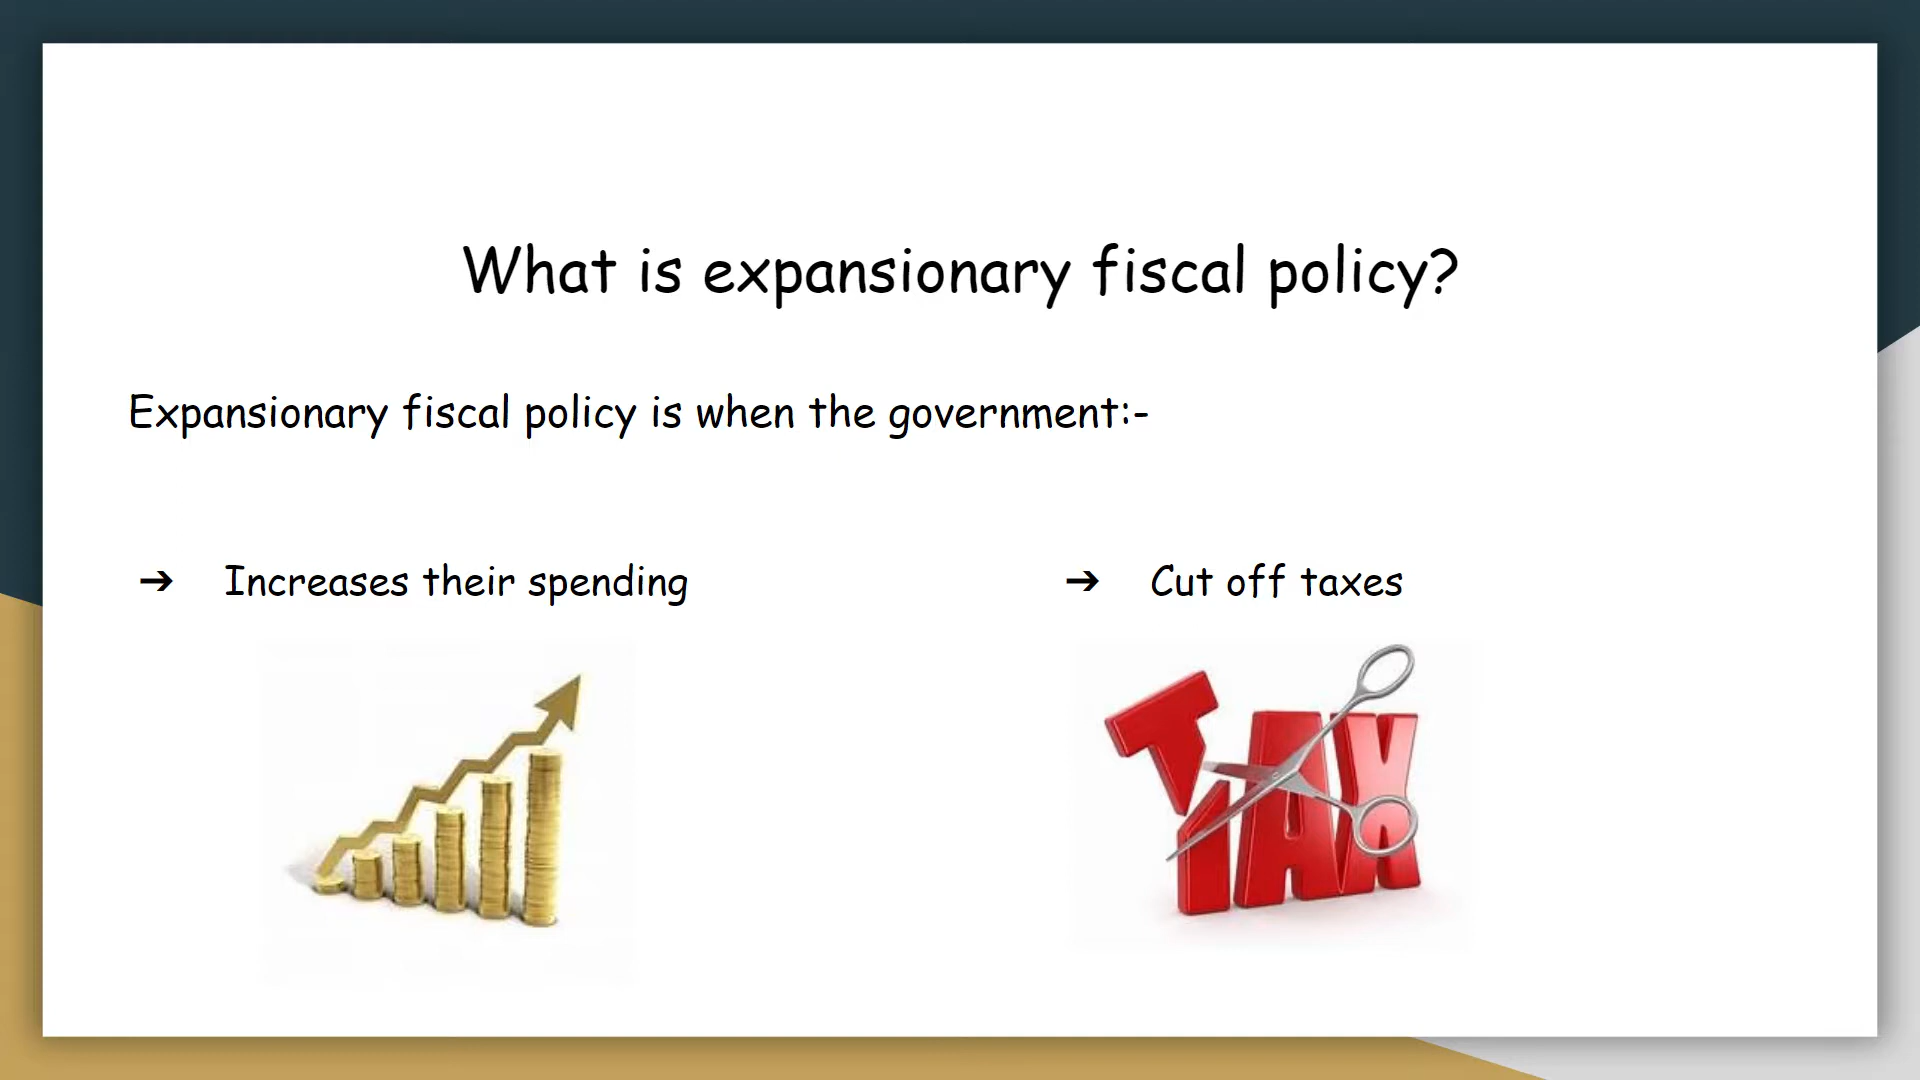 What is expansionary fiscal policy?
Expansionary fiscal policy is when the government:-
➔ Increases their spending
➔ Cut off taxes
TAX